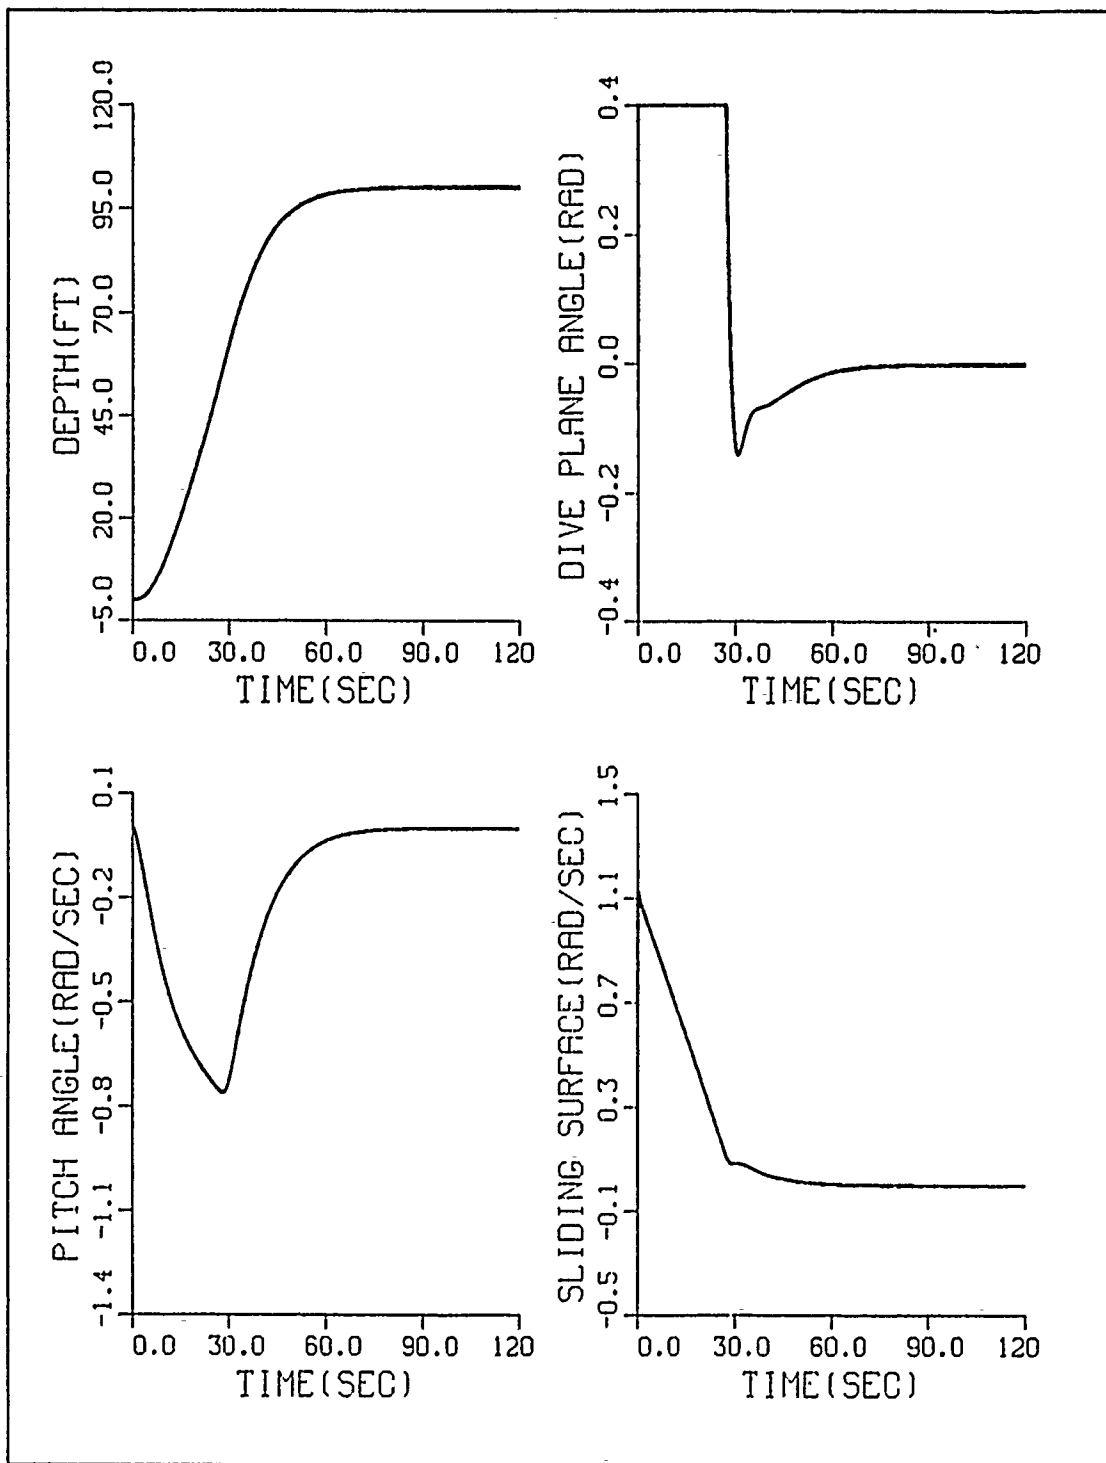 DEPTH(FT)
120.0
95.0
70.0
45.0
20.0
-5.0
0.0 30.0 60.0 90.0 120
TIME(SEC)
DIVE PLANE ANGLE(RAD)
0.4
0.2
0.0
-0.2
-0.4
0.0 30.0 60.0 90.0 120
TIME(SEC)
PITCH ANGLE(RAD/SEC)
0.1
-0.2
-0.5
-0.8
-1.1
-1.4
0.0 30.0 60.0 90.0 120
TIME(SEC)
SLIDING SURFACE(RAD/SEC)
1.5
1.1
0.7
0.3
-0.1
-0.5
0.0 30.0 60.0 90.0 120
TIME(SEC)